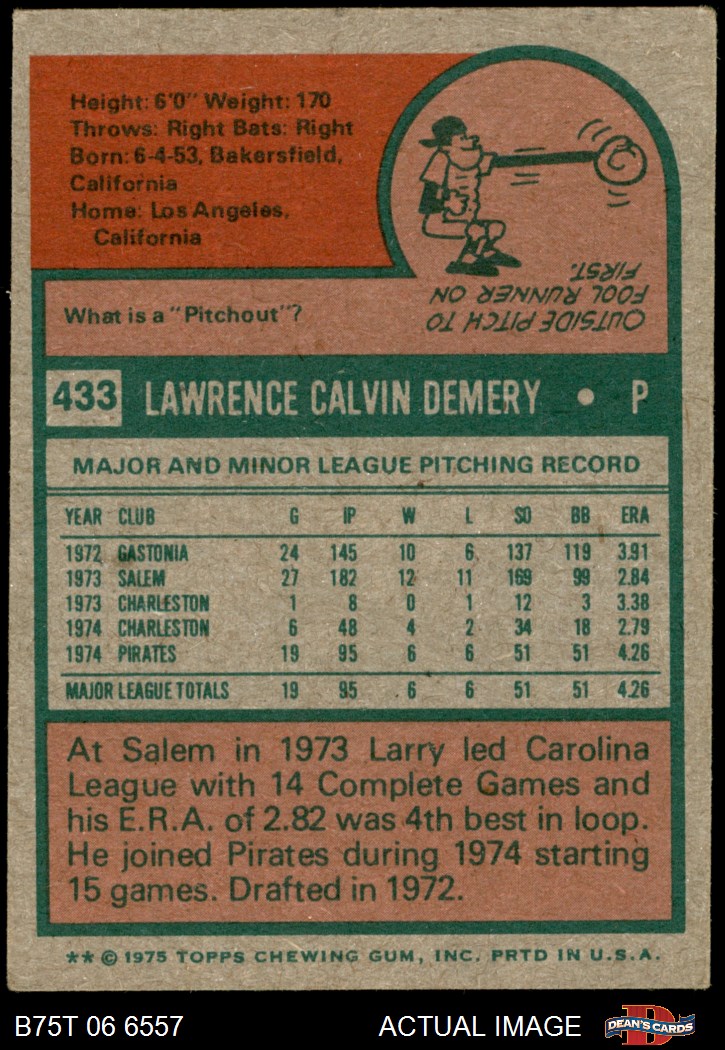 Height: 6'0" Weight: 170
Throws: Right Bats: Right
Born: 6-4-53, Bakersfield,
California
Home: Los Angeles,
California
What is a "Pitchout"?
OUTSIDE PITCH TO
FOOL RUNNER ON
FIRST.
433 LAWRENCE CALVIN DEMERY • P
MAJOR AND MINOR LEAGUE PITCHING RECORD
YEAR CLUB G IP W L SO BB ERA
1972 GASTONIA 24 145 10 6 137 119 3.91
1973 SALEM 27 182 12 11 169 99 2.84
1973 CHARLESTON 1 8 0 1 12 3 3.38
1974 CHARLESTON 6 48 4 2 34 18 2.79
1974 PIRATES 19 95 6 6 51 51 4.26
MAJOR LEAGUE TOTALS 19 95 6 6 51 51 4.26
At Salem in 1973 Larry led Carolina
League with 14 Complete Games and
his E.R.A. of 2.82 was 4th best in loop.
He joined Pirates during 1974 starting
15 games. Drafted in 1972.
** © 1975 TOPPS CHEWING GUM, INC. PRTD IN U.S.A.
B75T 06 6557 ACTUAL IMAGE D DEAN'S CARDS